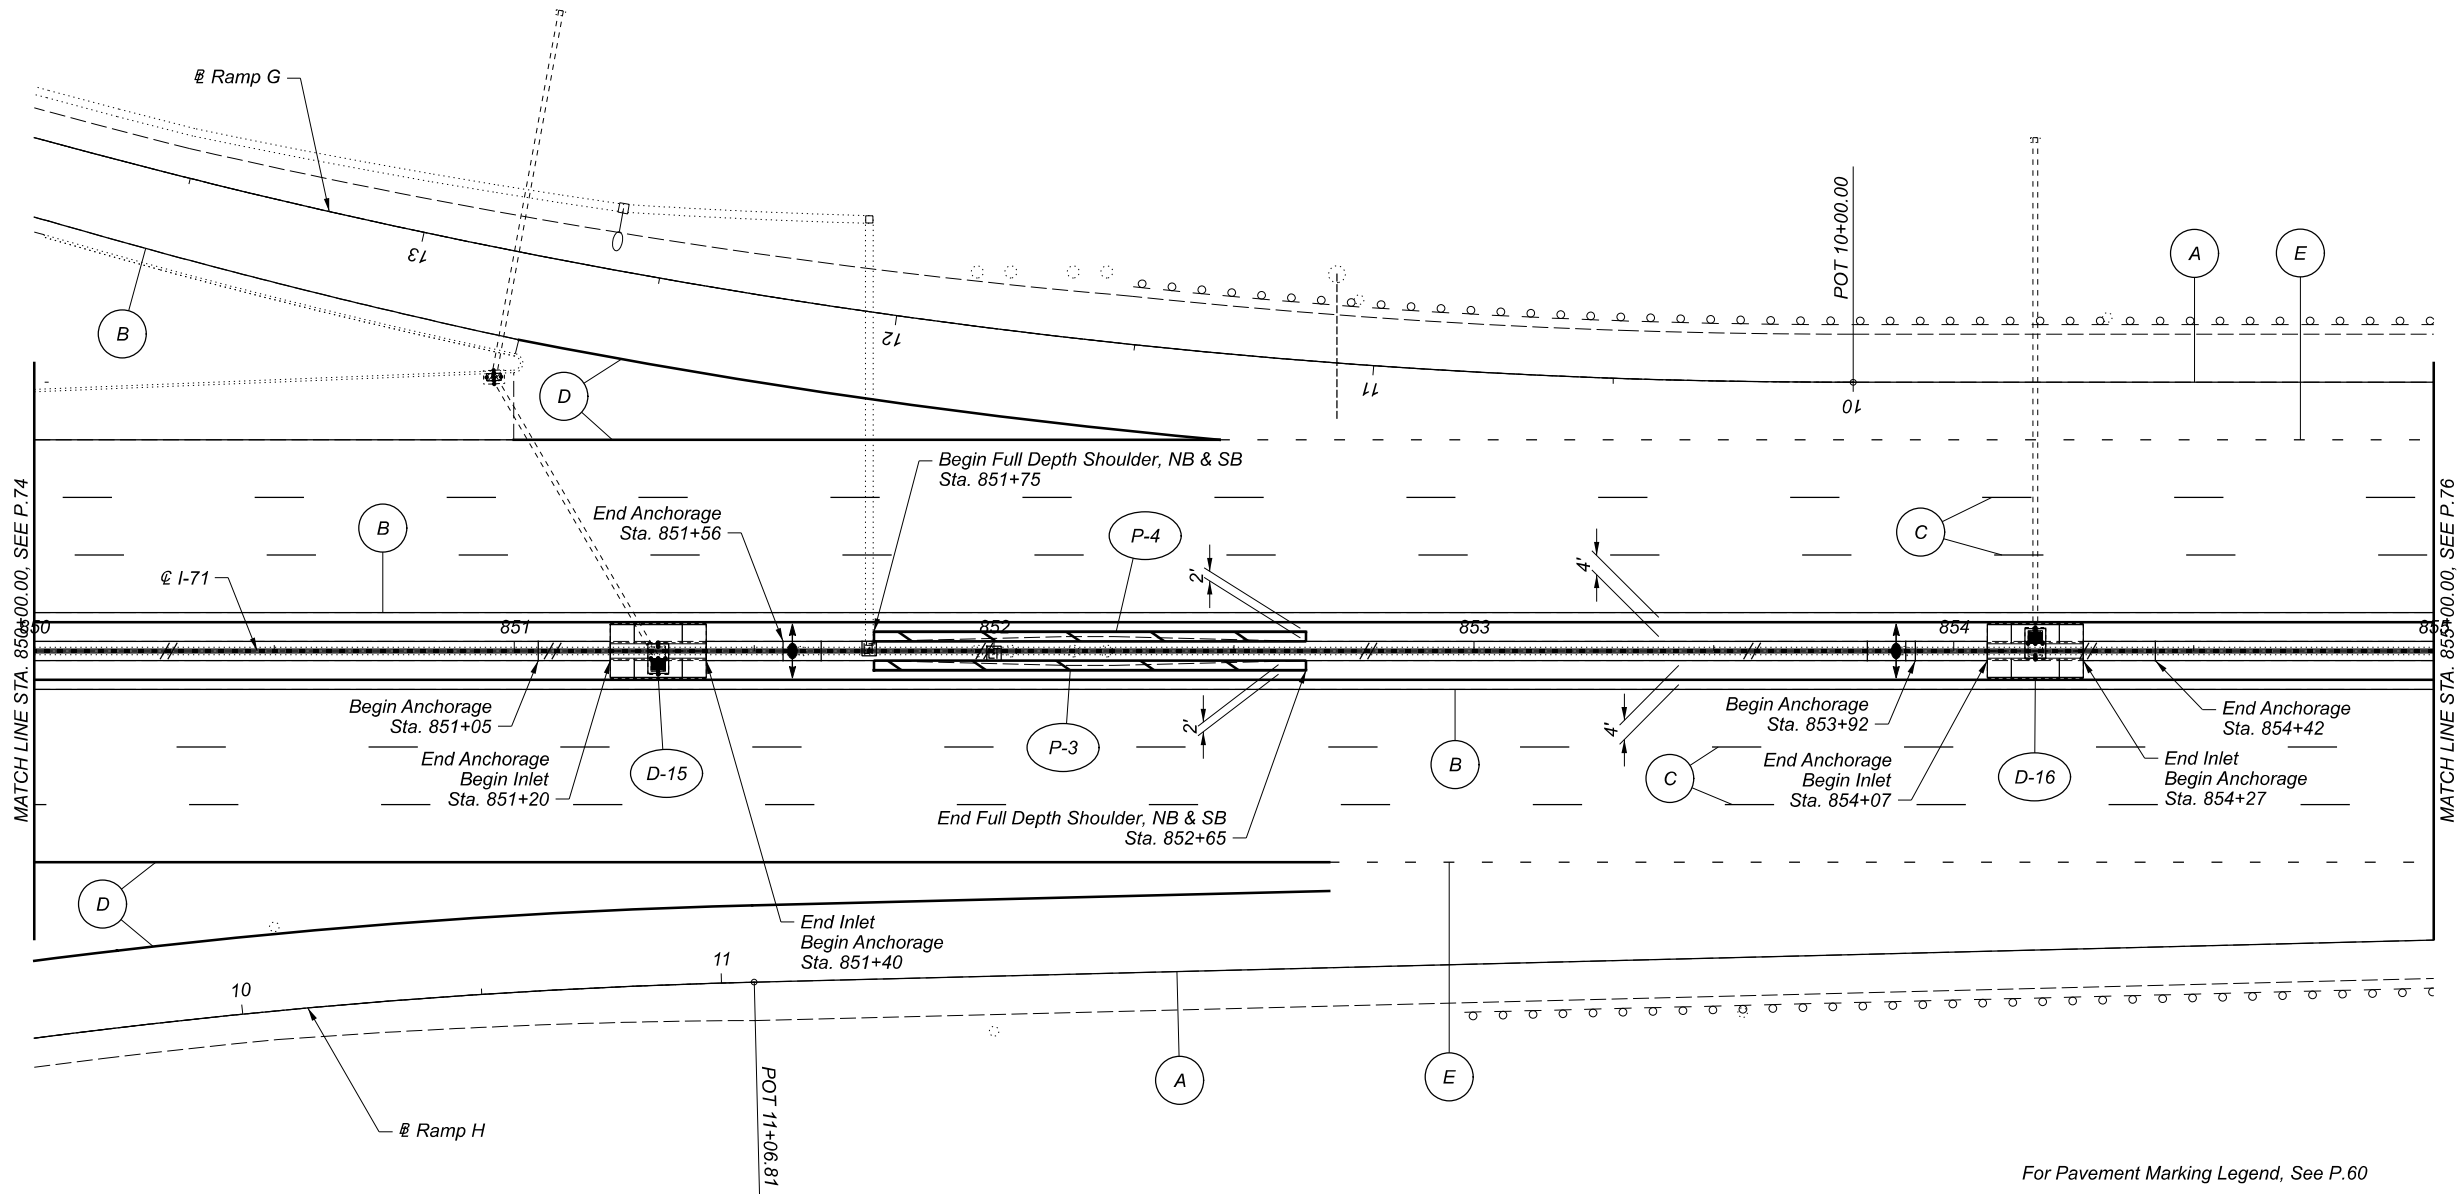 ℄ Ramp G
13
12
11
10
POT 10+00.00
A
E
B
D
MATCH LINE STA. 850+00.00, SEE P.74
MATCH LINE STA. 855+00.00, SEE P.76
Begin Full Depth Shoulder, NB & SB
Sta. 851+75
End Anchorage
Sta. 851+56
B
P-4
C
2'
4'
℄ I-71
850
851
852
853
854
855
Begin Anchorage
Sta. 851+05
End Anchorage
Begin Inlet
Sta. 851+20
D-15
P-3
2'
End Full Depth Shoulder, NB & SB
Sta. 852+65
B
4'
C
Begin Anchorage
Sta. 853+92
End Anchorage
Begin Inlet
Sta. 854+07
D-16
End Anchorage
Sta. 854+42
End Inlet
Begin Anchorage
Sta. 854+27
D
End Inlet
Begin Anchorage
Sta. 851+40
10
11
POT 11+06.81
A
E
℄ Ramp H
For Pavement Marking Legend, See P.60